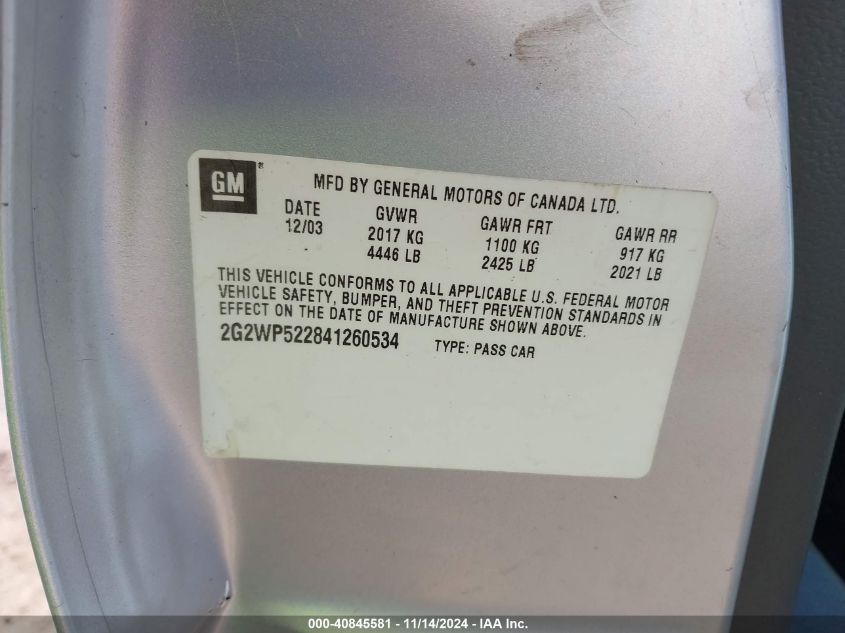 GM ®
MFD BY GENERAL MOTORS OF CANADA LTD.
DATE GVWR GAWR FRT GAWR RR
12/03 2017 KG 1100 KG 917 KG
4446 LB 2425 LB 2021 LB
THIS VEHICLE CONFORMS TO ALL APPLICABLE U.S. FEDERAL MOTOR
VEHICLE SAFETY, BUMPER, AND THEFT PREVENTION STANDARDS IN
EFFECT ON THE DATE OF MANUFACTURE SHOWN ABOVE.
2G2WP522841260534 TYPE: PASS CAR
000-40845581 - 11/14/2024 - IAA Inc.